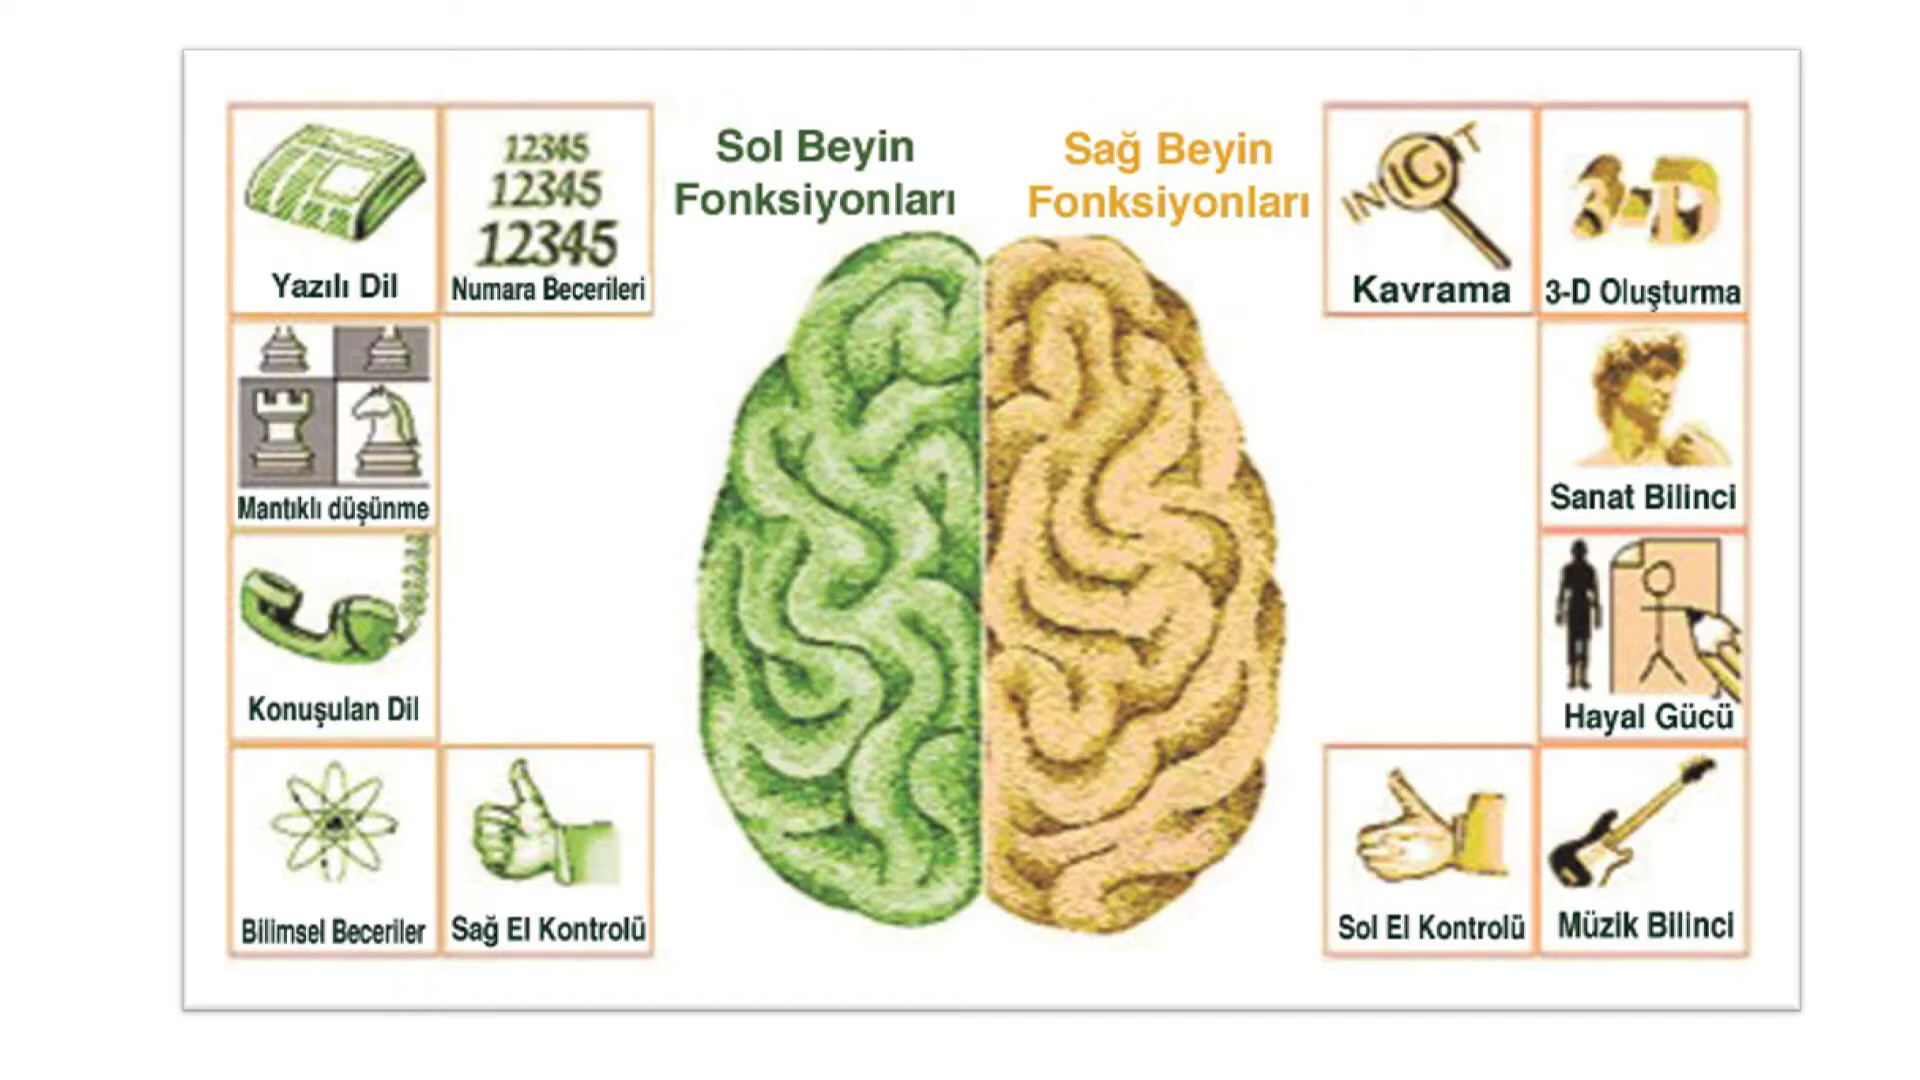 Sol Beyin
Fonksiyonları
Sağ Beyin
Fonksiyonları
12345
12345
12345
Yazılı Dil
Numara Becerileri
Mantıklı düşünme
Konuşulan Dil
Bilimsel Beceriler
Sağ El Kontrolü
3-D
Kavrama
3-D Oluşturma
Sanat Bilinci
Hayal Gücü
Sol El Kontrolü
Müzik Bilinci